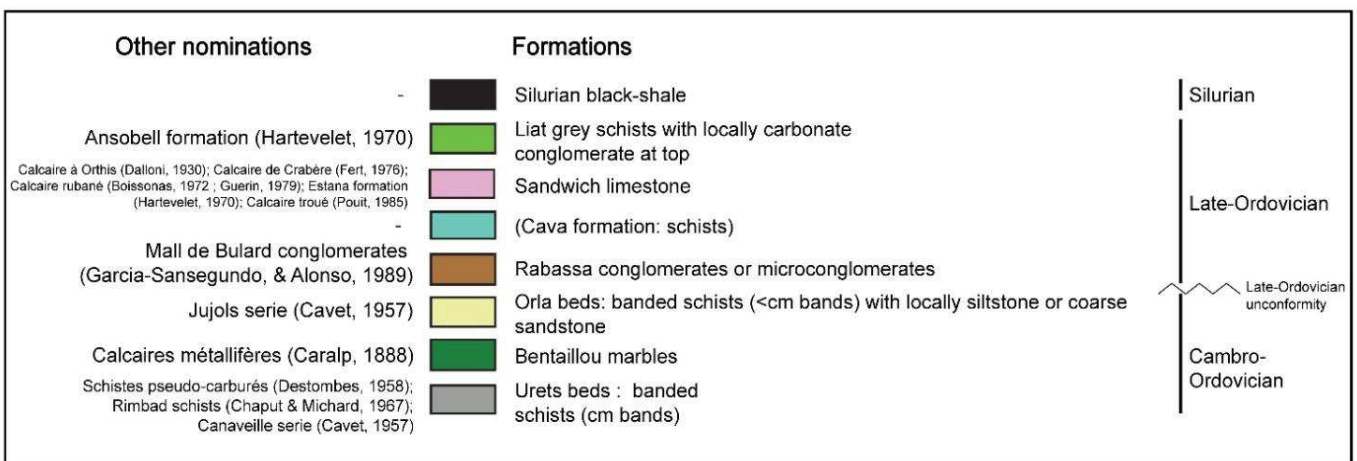 Other nominations
Formations
-
Silurian black-shale
Silurian
Ansobell formation (Hartevelet, 1970)
Liat grey schists with locally carbonate
conglomerate at top
Calcaire à Orthis (Dalloni, 1930); Calcaire de Crabère (Fert, 1976);
Calcaire rubané (Boissonas, 1972 ; Guerin, 1979); Estana formation
(Hartevelet, 1970); Calcaire troué (Pouit, 1985)
Sandwich limestone
Late-Ordovician
-
(Cava formation: schists)
Mall de Bulard conglomerates
(Garcia-Sansegundo, & Alonso, 1989)
Rabassa conglomerates or microconglomerates
Late-Ordovician
unconformity
Jujols serie (Cavet, 1957)
Orla beds: banded schists (<cm bands) with locally siltstone or coarse
sandstone
Calcaires métallifères (Caralp, 1888)
Bentaillou marbles
Cambro-
Ordovician
Schistes pseudo-carburés (Destombes, 1958);
Rimbad schists (Chaput & Michard, 1967);
Canaveille serie (Cavet, 1957)
Urets beds : banded
schists (cm bands)